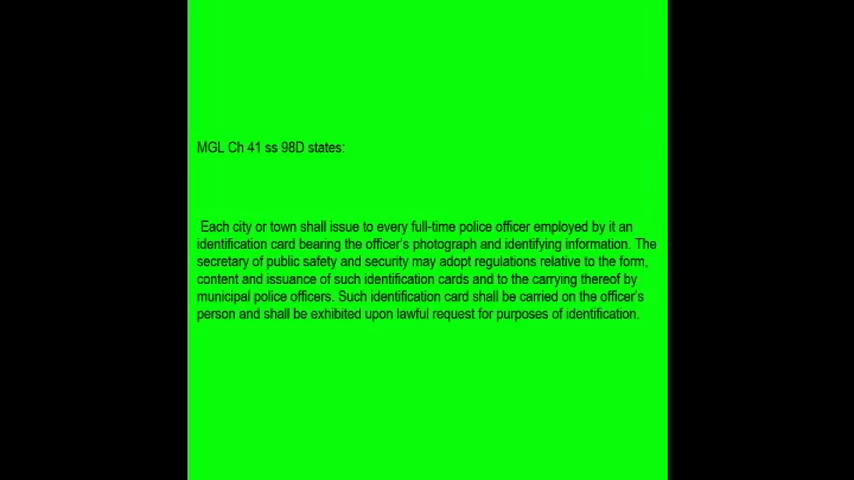 MGL Ch 41 ss 98D states:
Each city or town shall issue to every full-time police officer employed by it an
identification card bearing the officer's photograph and identifying information. The
secretary of public safety and security may adopt regulations relative to the form,
content and issuance of such identification cards and to the carrying thereof by
municipal police officers. Such identification card shall be carried on the officer's
person and shall be exhibited upon lawful request for purposes of identification.